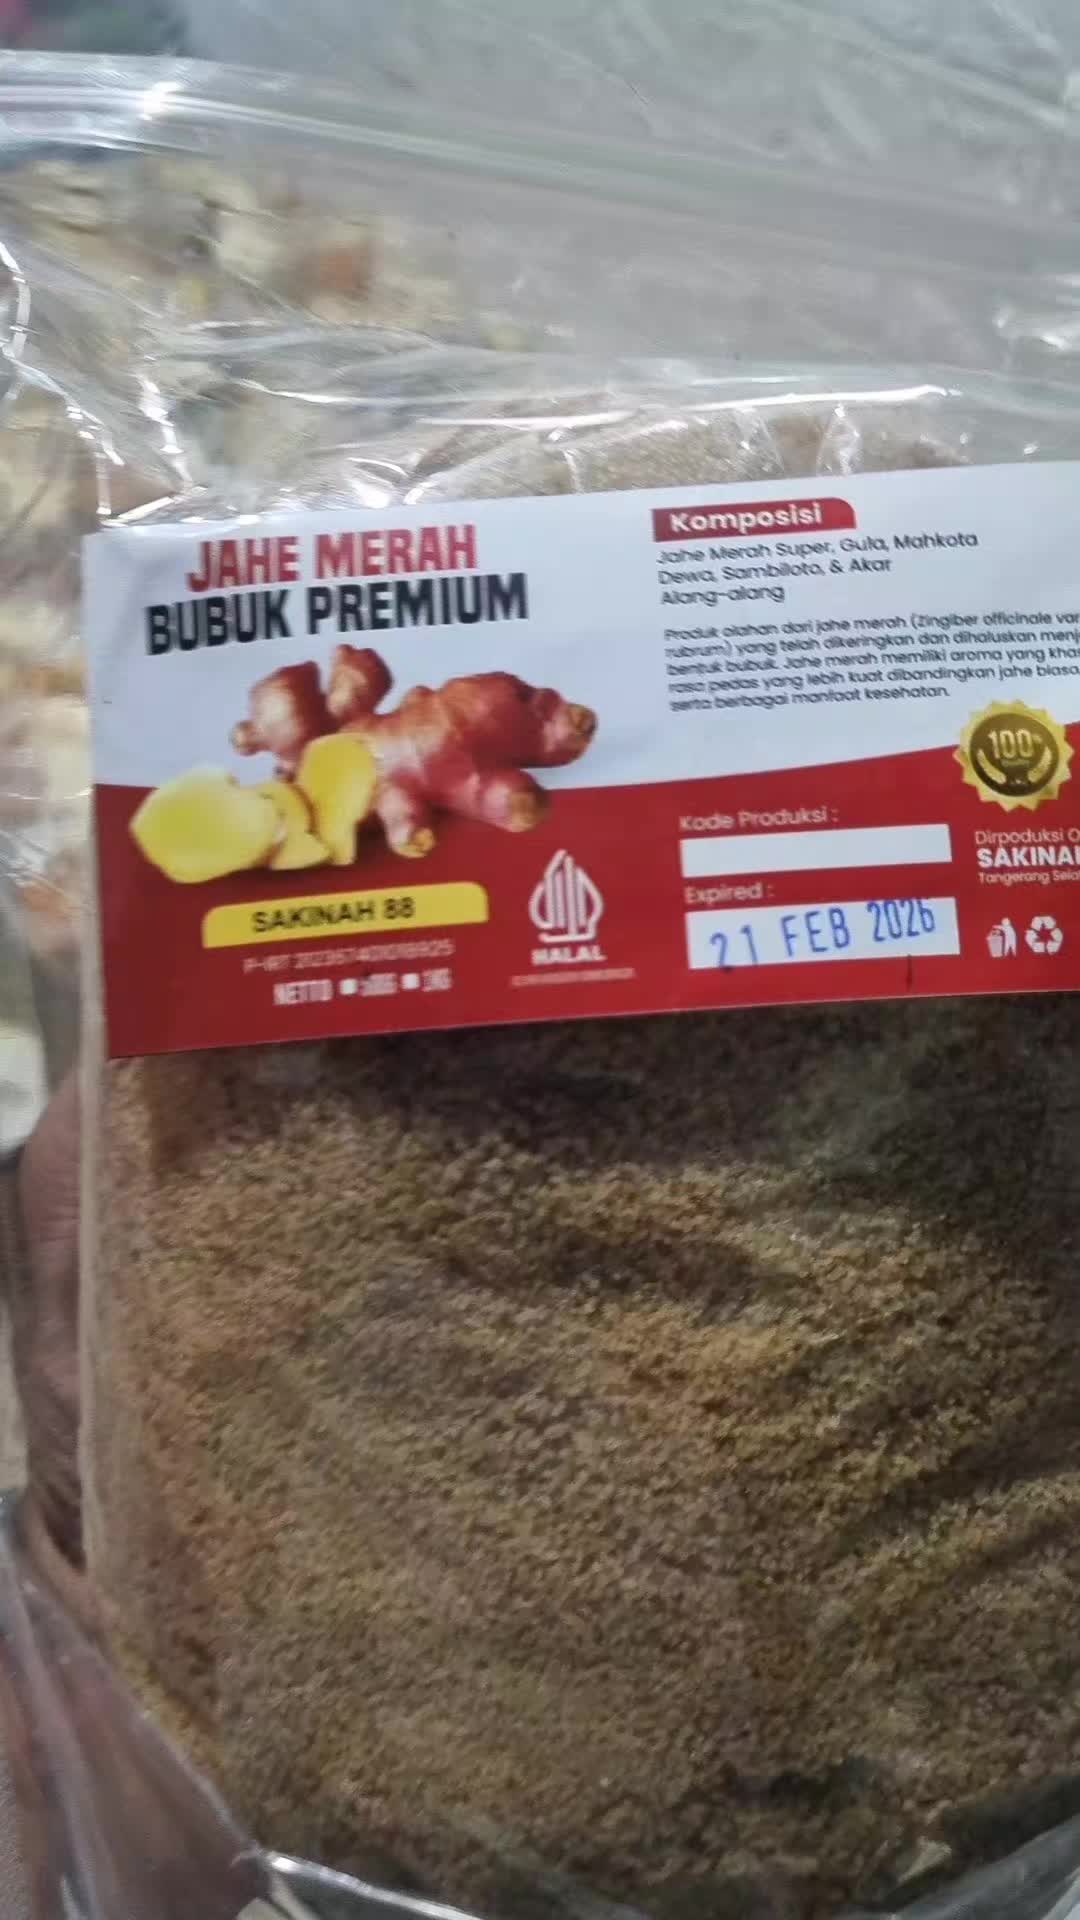 JAHE MERAH
BUBUK PREMIUM
SAKINAH 88
NETTO
1KG
HALAL
Komposisi
Jahe Merah Super, Gula, Mahkota
Dewa, Sambiloto, & Akar
Alang-alang
Produk olahan dari jahe merah (Zingiber officinale var
rubrum) yang telah dikeringkan dan dihaluskan menj
bentuk bubuk. Jahe merah memiliki aroma yang kha
rasa pedas yang lebih kuat dibandingkan jahe biasa,
serta berbagai manfaat kesehatan.
100%
Kode Produksi :
Expired :
21 FEB 2026
Dirpoduksi O
SAKINA
Tangerang Sela